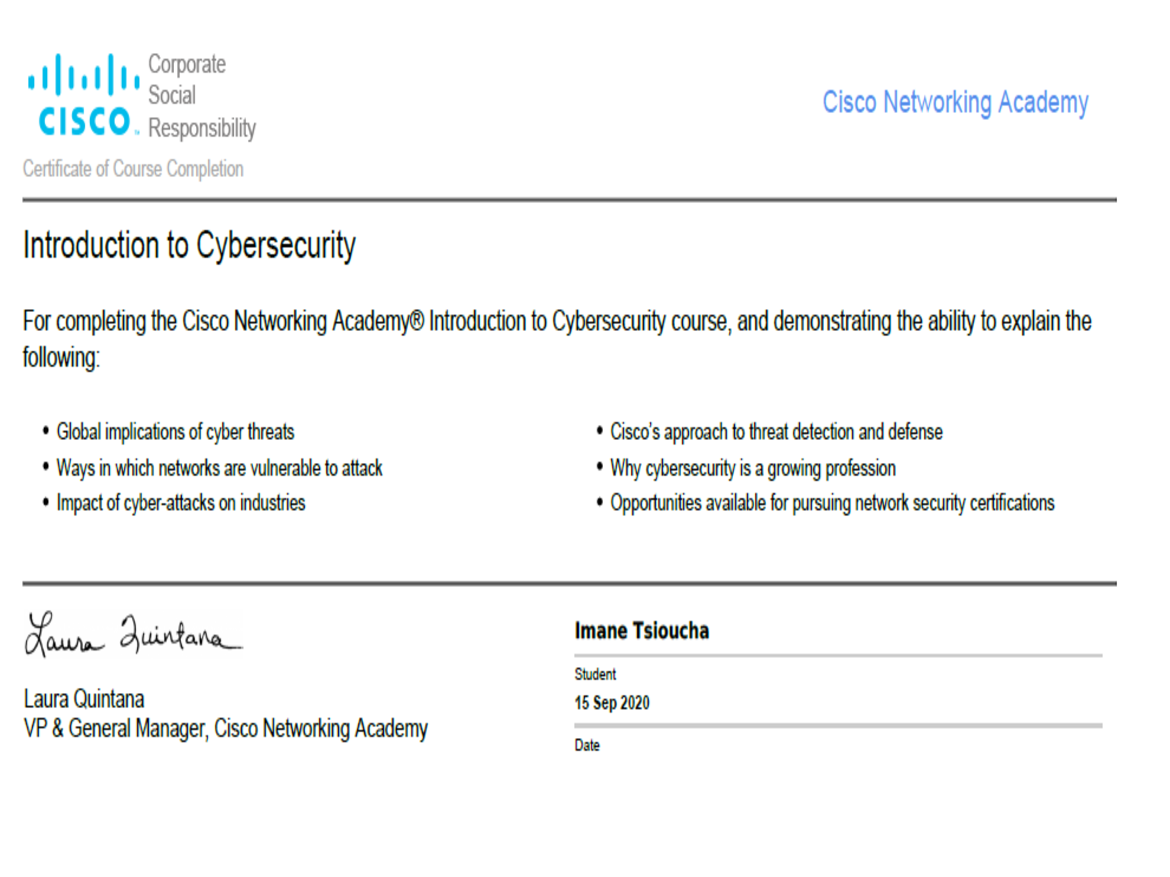 Corporate
Social
CISCO Responsibility
Cisco Networking Academy
Certificate of Course Completion
Introduction to Cybersecurity
For completing the Cisco Networking Academy® Introduction to Cybersecurity course, and demonstrating the ability to explain the
following:
• Global implications of cyber threats
• Ways in which networks are vulnerable to attack
• Impact of cyber-attacks on industries
• Cisco's approach to threat detection and defense
• Why cybersecurity is a growing profession
• Opportunities available for pursuing network security certifications
Laura Quintana
Laura Quintana
VP & General Manager, Cisco Networking Academy
Imane Tsioucha
Student
15 Sep 2020
Date